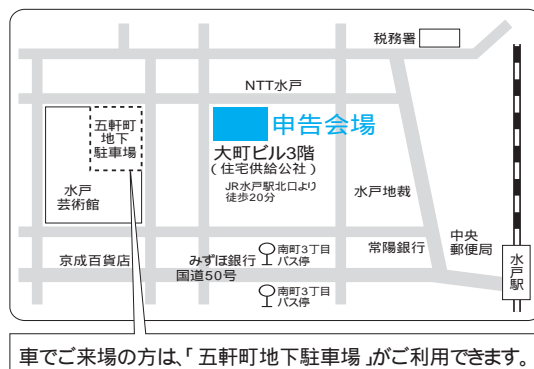 税務署
NTT水戸
五軒町
地下
駐車場
申告会場
大町ビル3階
(住宅供給公社)
JR水戸駅北口より
徒歩20分
水戸
芸術館
水戸地裁
京成百貨店
みずほ銀行
国道50号
南町3丁目
バス停
常陽銀行
中央
郵便局
水戸駅
南町3丁目
バス停
車でご来場の方は、「五軒町地下駐車場」がご利用できます。